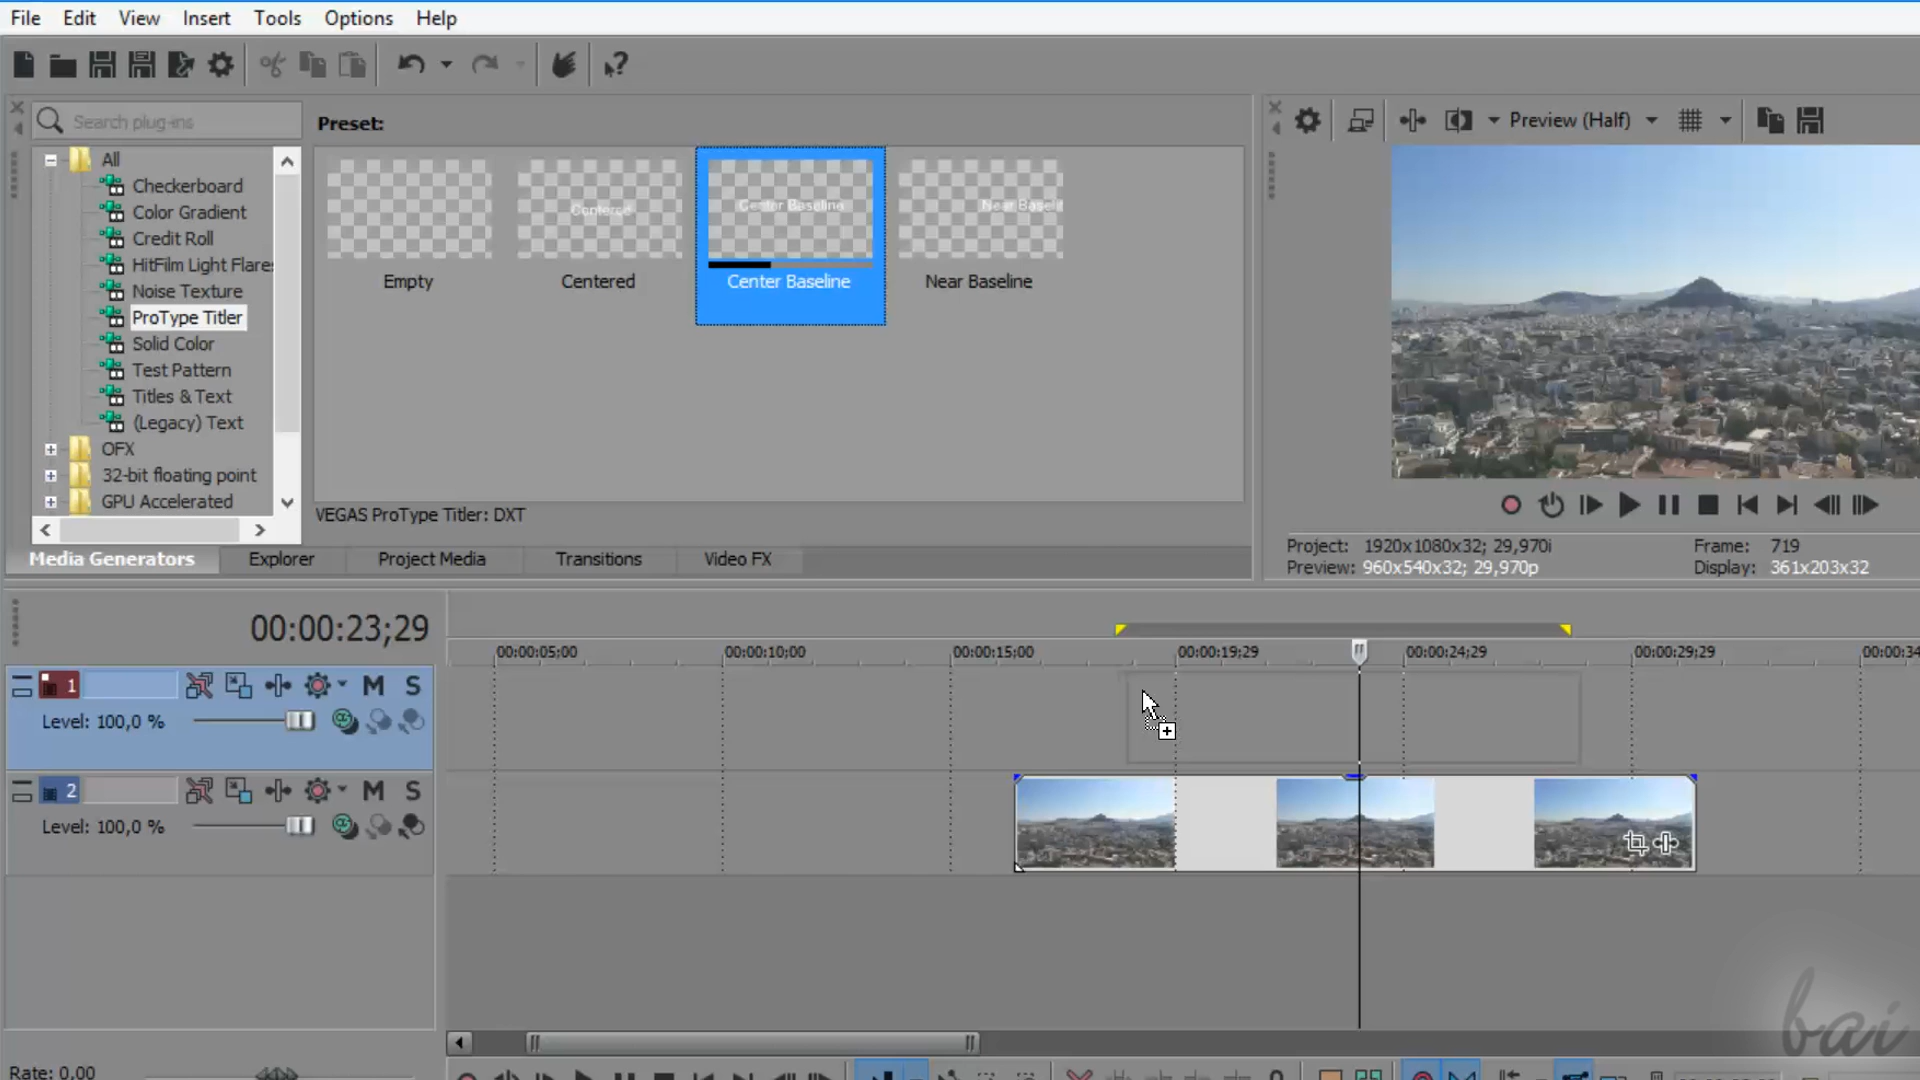 File Edit View Insert Tools Options Help
Search plug-ins
Preset:
Preview (Half)
All
Checkerboard
Color Gradient
Credit Roll
HitFilm Light Flares
Noise Texture
ProType Titler
Solid Color
Test Pattern
Titles & Text
(Legacy) Text
OFX
32-bit floating point
GPU Accelerated
Centered
Center Baseline
Near Baseli
Empty
Centered
Center Baseline
Near Baseline
VEGAS ProType Titler: DXT
Media Generators Explorer Project Media Transitions Video FX
Project: 1920x1080x32; 29,970i
Frame: 719
Preview: 960x540x32; 29,970p
Display: 361x203x32
00:00:23;29
00:00:05;00 00:00:10;00 00:00:15;00 00:00:19;29 00:00:24;29 00:00:29;29 00:00:34
1 M S
Level: 100,0 %
2 M S
Level: 100,0 %
Rate: 0,00
bai